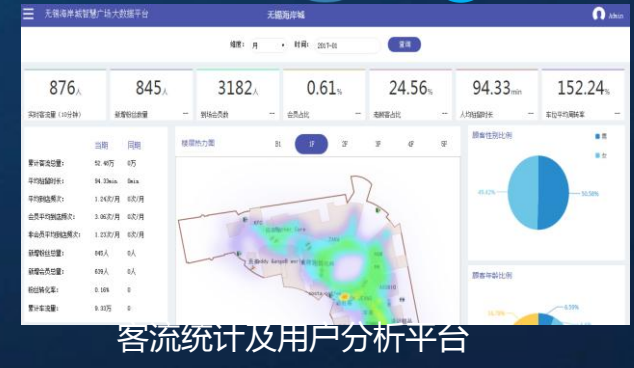 无锡海岸城智慧广场大数据平台
无锡海岸城
Admin
维度： 月 时间： 2017-01 查询
876人 845人 3182人 0.61% 24.56% 94.33min 152.24%
实时客流量（10分钟） 新增粉丝数量 -- 到场会员数 -- 会员占比 -- 老顾客占比 -- 人均驻留时长 -- 车位平均周转率 --
当期 同期
累计客流总量： 52.48万 0万
平均驻留时长： 94.33min 0min
平均到店频次： 1.24次/月 0次/月
会员平均到店频次： 3.06次/月 0次/月
非会员平均到店频次： 1.23次/月 0次/月
新增粉丝总量： 845人 0人
新增会员总量： 839人 0人
粉丝转化率： 0.16% 0
累计车流量： 9.33万 0
楼层热力图 B1 1F 2F 3F 4F 5F
KFC
顾客性别比例
男
女
49.42%
50.58%
顾客年龄比例
客流统计及用户分析平台